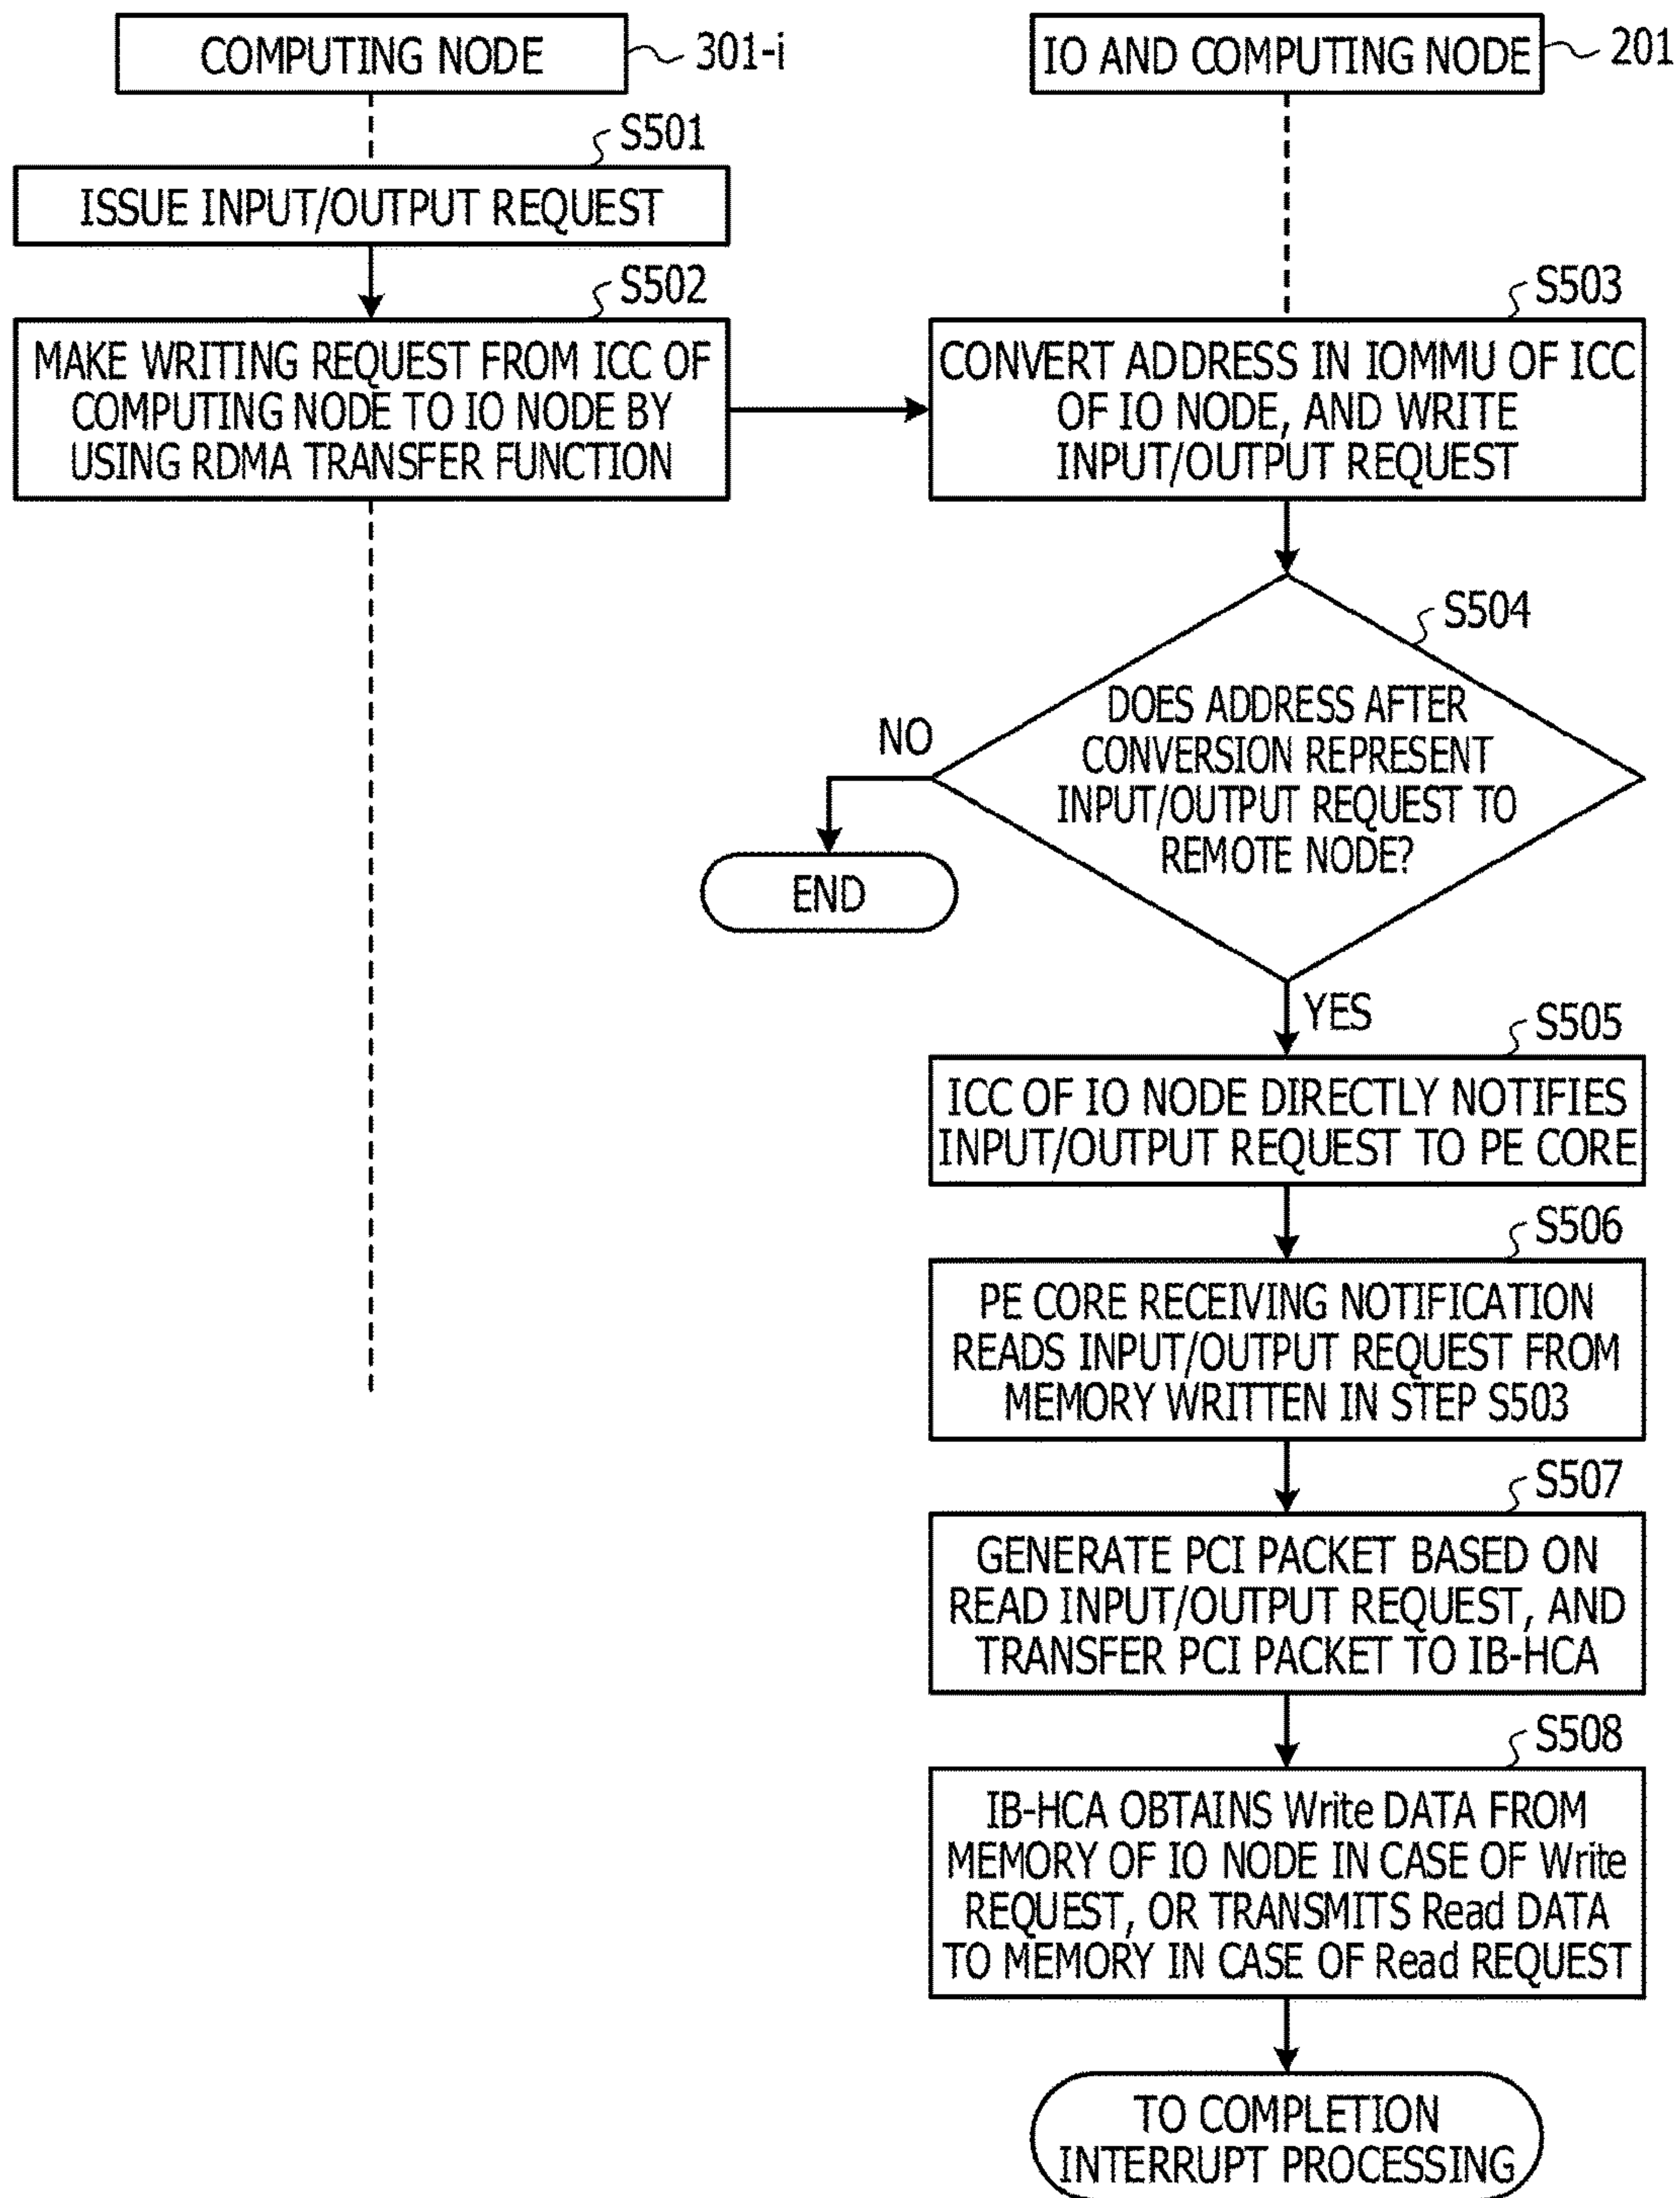 COMPUTING NODE
301-i
IO AND COMPUTING NODE
201
S501
ISSUE INPUT/OUTPUT REQUEST
S502
MAKE WRITING REQUEST FROM ICC OF
COMPUTING NODE TO IO NODE BY
USING RDMA TRANSFER FUNCTION
S503
CONVERT ADDRESS IN IOMMU OF ICC
OF IO NODE, AND WRITE
INPUT/OUTPUT REQUEST
S504
DOES ADDRESS AFTER
CONVERSION REPRESENT
INPUT/OUTPUT REQUEST TO
REMOTE NODE?
NO
END
YES
S505
ICC OF IO NODE DIRECTLY NOTIFIES
INPUT/OUTPUT REQUEST TO PE CORE
S506
PE CORE RECEIVING NOTIFICATION
READS INPUT/OUTPUT REQUEST FROM
MEMORY WRITTEN IN STEP S503
S507
GENERATE PCI PACKET BASED ON
READ INPUT/OUTPUT REQUEST, AND
TRANSFER PCI PACKET TO IB-HCA
S508
IB-HCA OBTAINS Write DATA FROM
MEMORY OF IO NODE IN CASE OF Write
REQUEST, OR TRANSMITS Read DATA
TO MEMORY IN CASE OF Read REQUEST
TO COMPLETION
INTERRUPT PROCESSING